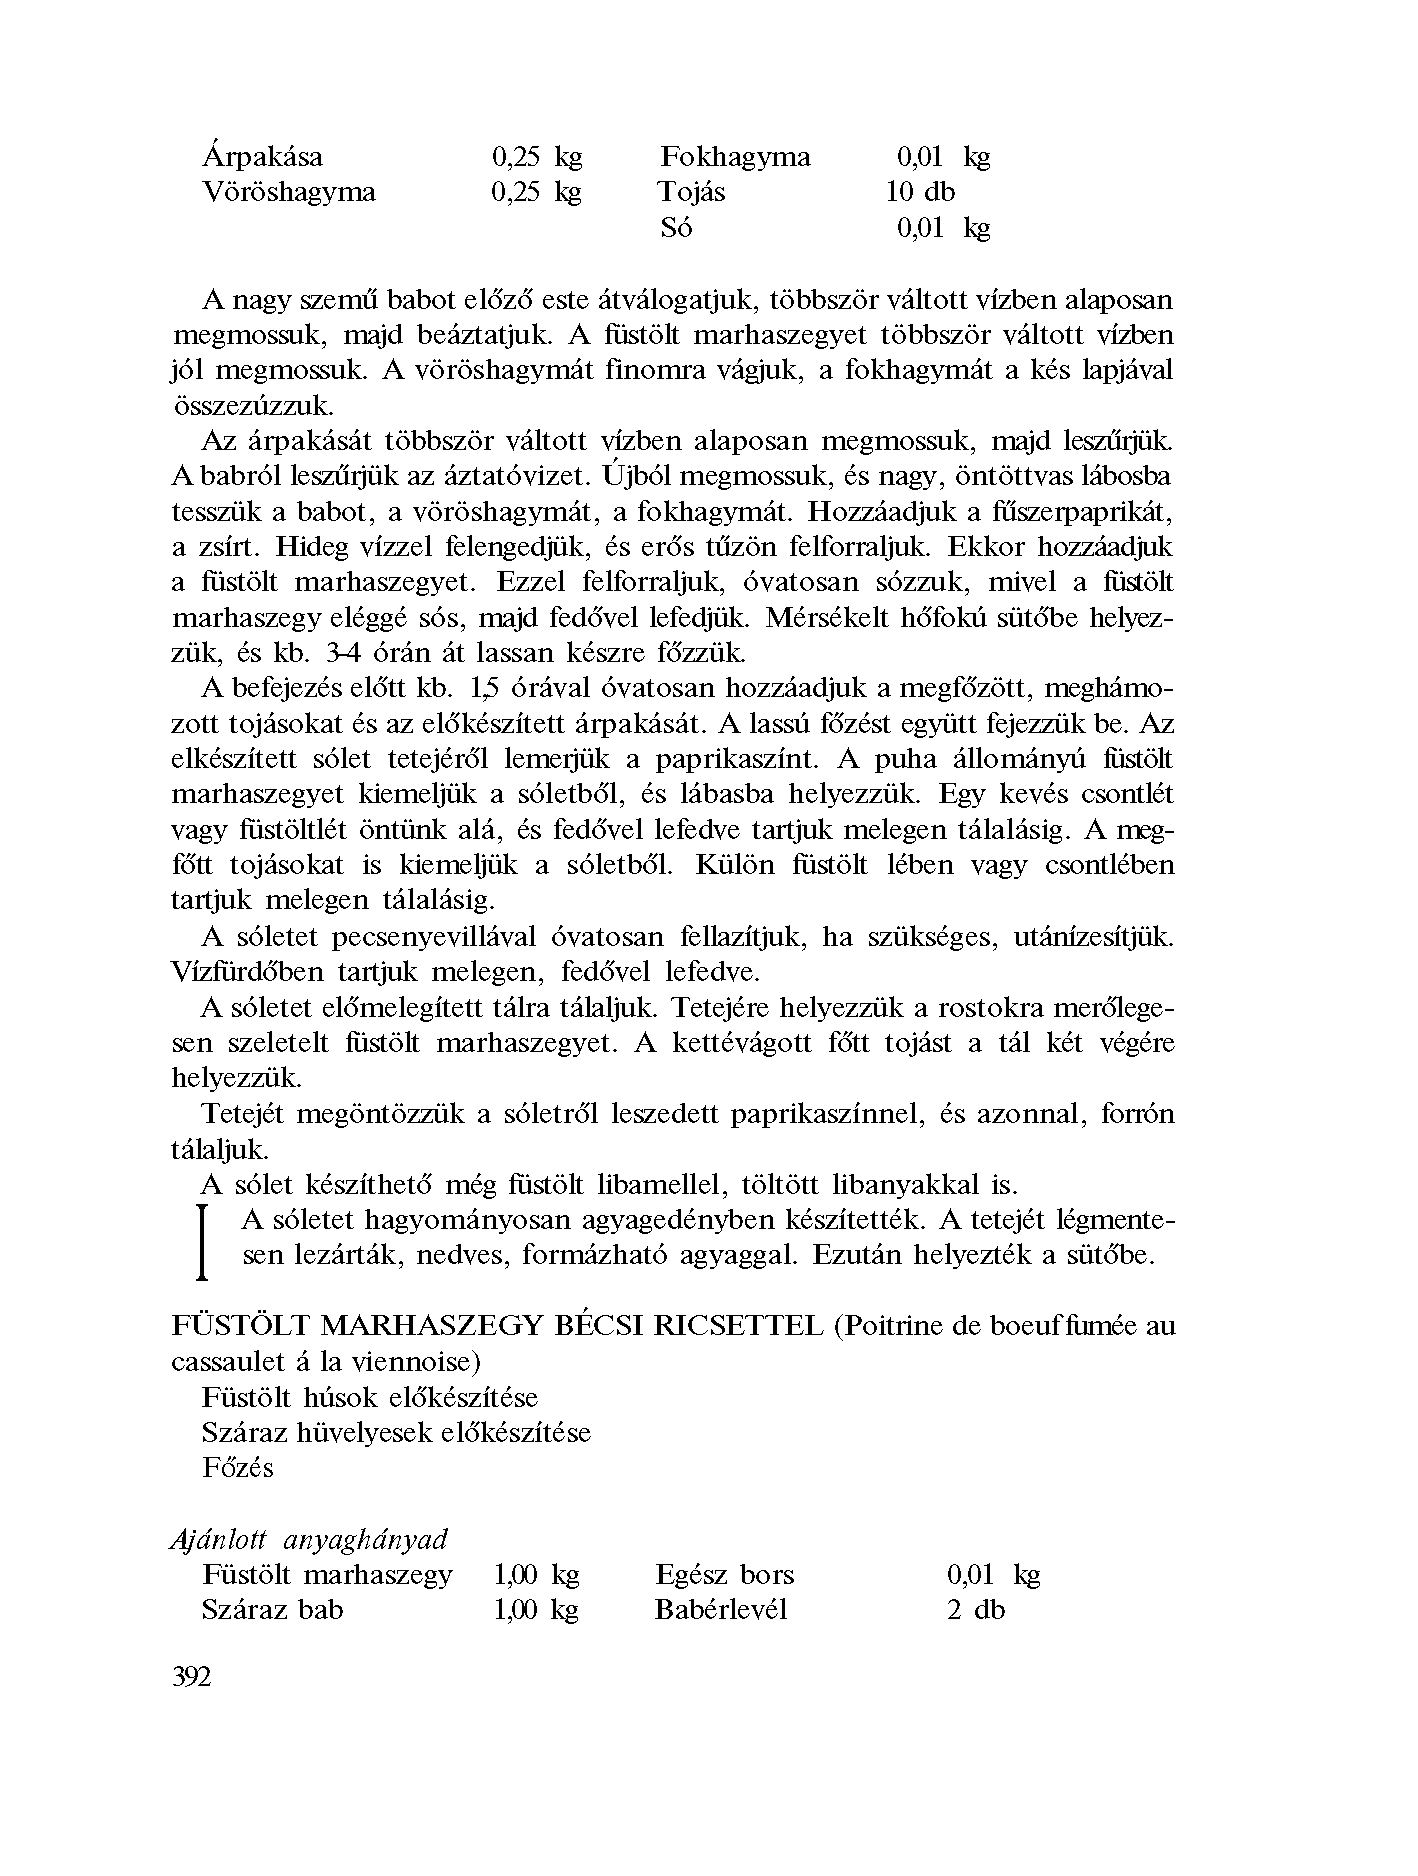 Árpakása 0,25 kg Fokhagyma 0,01 kg
Vöröshagyma 0,25 kg Tojás 10 db
Só 0,01 kg
A nagy szemű babot előző este átválogatjuk, többször váltott vízben alaposan
megmossuk, majd beáztatjuk. A füstölt marhaszegyet többször váltott vízben
jól megmossuk. A vöröshagymát finomra vágjuk, a fokhagymát a kés lapjával
összezúzzuk.
Az árpakását többször váltott vízben alaposan megmossuk, majd leszűrjük.
A babról leszűrjük az áztatóvizet. Újból megmossuk, és nagy, öntöttvas lábosba
tesszük a babot, a vöröshagymát, a fokhagymát. Hozzáadjuk a fűszerpaprikát,
a zsírt. Hideg vízzel felengedjük, és erős tűzön felforraljuk. Ekkor hozzáadjuk
a füstölt marhaszegyet. Ezzel felforraljuk, óvatosan sózzuk, mivel a füstölt
marhaszegy eléggé sós, majd fedővel lefedjük. Mérsékelt hőfokú sütőbe helyez-
zük, és kb. 3-4 órán át lassan készre főzzük.
A befejezés előtt kb. 1,5 órával óvatosan hozzáadjuk a megfőzött, meghámo-
zott tojásokat és az előkészített árpakását. A lassú főzést együtt fejezzük be. Az
elkészített sólet tetejéről lemerjük a paprikaszínt. A puha állományú füstölt
marhaszegyet kiemeljük a sóletből, és lábasba helyezzük. Egy kevés csontlét
vagy füstöltlét öntünk alá, és fedővel lefedve tartjuk melegen tálalásig. A meg-
főtt tojásokat is kiemeljük a sóletből. Külön füstölt lében vagy csontlében
tartjuk melegen tálalásig.
A sóletet pecsenyevillával óvatosan fellazítjuk, ha szükséges, utánízesítjük.
Vízfürdőben tartjuk melegen, fedővel lefedve.
A sóletet előmelegített tálra tálaljuk. Tetejére helyezzük a rostokra merőlege-
sen szeletelt füstölt marhaszegyet. A kettévágott főtt tojást a tál két végére
helyezzük.
Tetejét megöntözzük a sóletről leszedett paprikaszínnel, és azonnal, forrón
tálaljuk.
A sólet készíthető még füstölt libamellel, töltött libanyakkal is.
A sóletet hagyományosan agyagedényben készítették. A tetejét légmente-
sen lezárták, nedves, formázható agyaggal. Ezután helyezték a sütőbe.
FÜSTÖLT MARHASZEGY BÉCSI RICSETTEL (Poitrine de boeuf fumée au
cassaulet á la viennoise)
Füstölt húsok előkészítése
Száraz hüvelyesek előkészítése
Főzés
Ajánlott anyaghányad
Füstölt marhaszegy 1,00 kg Egész bors 0,01 kg
Száraz bab 1,00 kg Babérlevél 2 db
392